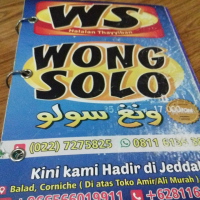 WS
Halalan Thayyiban
WONG
SOLO
ونغ سولو
(022) 7275825
0811
Kini kami Hadir di Jeddah
Balad, Corniche ( Di atas Toko Amir/Ali Murah )